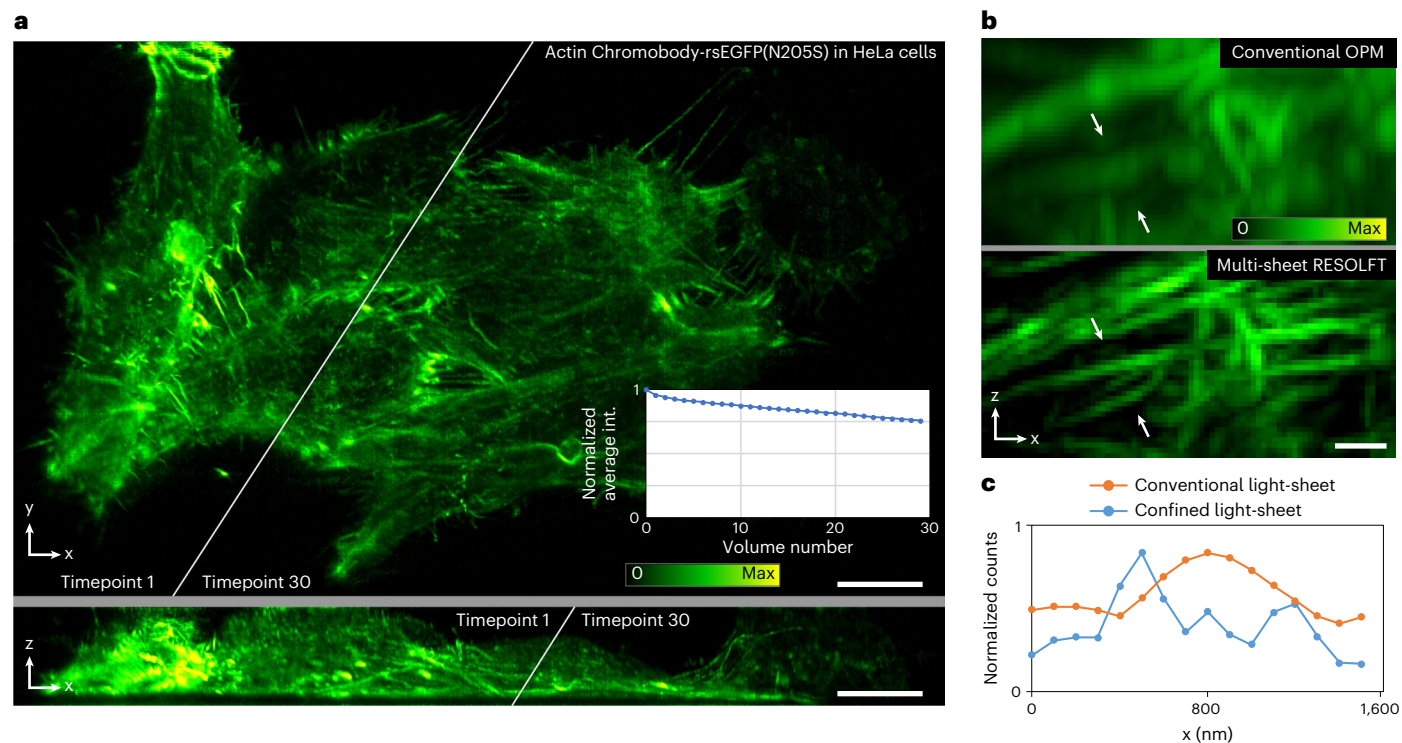 a
Actin Chromobody-rsEGFP(N205S) in HeLa cells
y
x
Timepoint 1
Timepoint 30
Normalized
average int.
1
0
0
10
20
30
Volume number
0
Max
Timepoint 1
Timepoint 30
z
x
b
Conventional OPM
0
Max
Multi-sheet RESOLFT
z
x
c
Conventional light-sheet
Confined light-sheet
Normalized counts
1
0
0
800
1,600
x (nm)